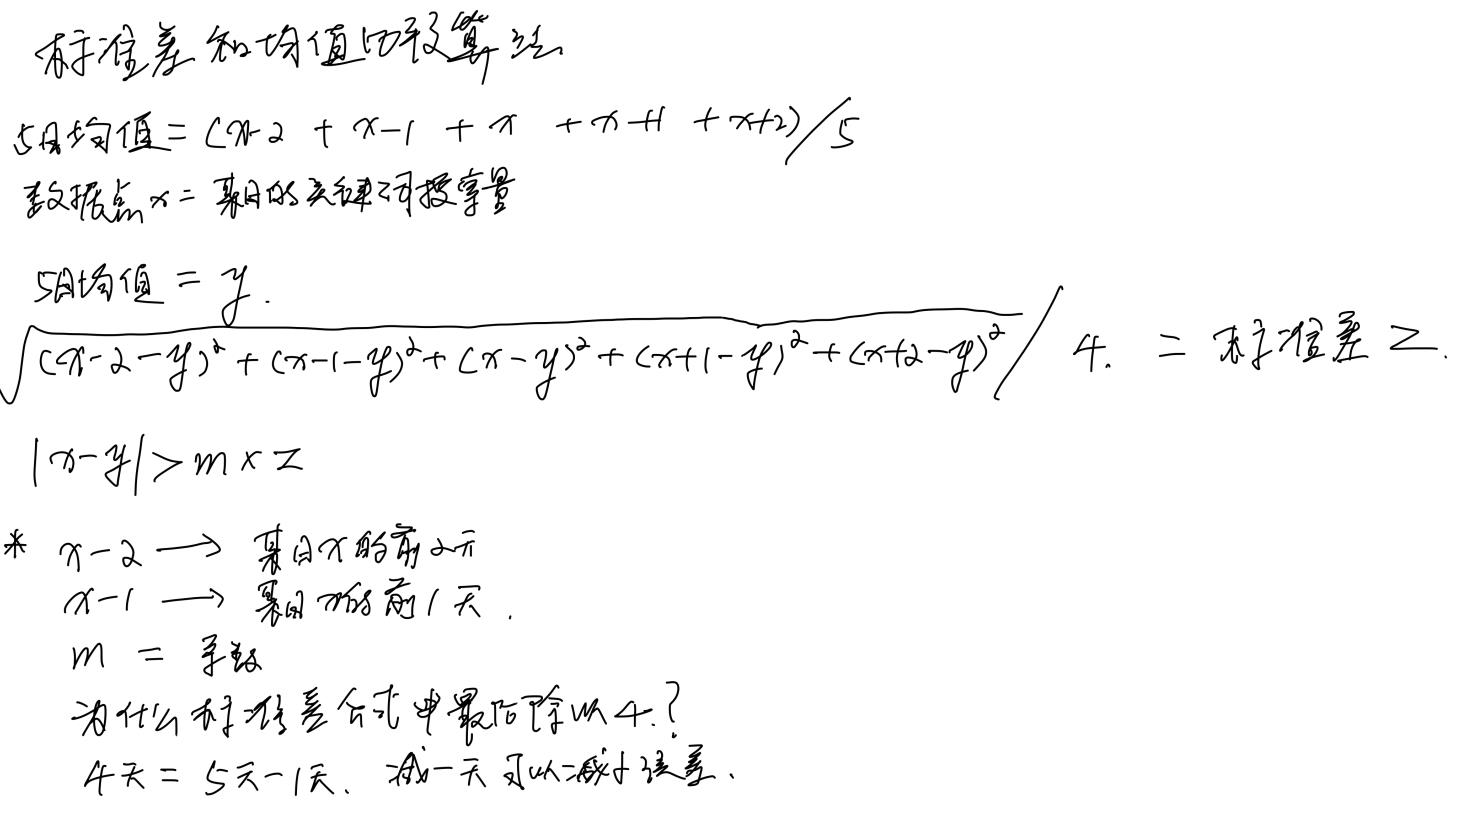 标准差和均值的计算法
5日均值 = (x-2 + x-1 + x + x+1 + x+2)/5
数据点x = 某日的关键词搜索量
5日均值 = y.
√(x-2-y)² + (x-1-y)² + (x-y)² + (x+1-y)² + (x+2-y)² / 4. = 标准差 z.
|x-y| > m × z
* x-2 → 某日x的前2天
x-1 → 某日x的前1天.
m = 系数
为什么标准差公式中最后除以4.?
4天 = 5天-1天. 减一天可以减少误差.